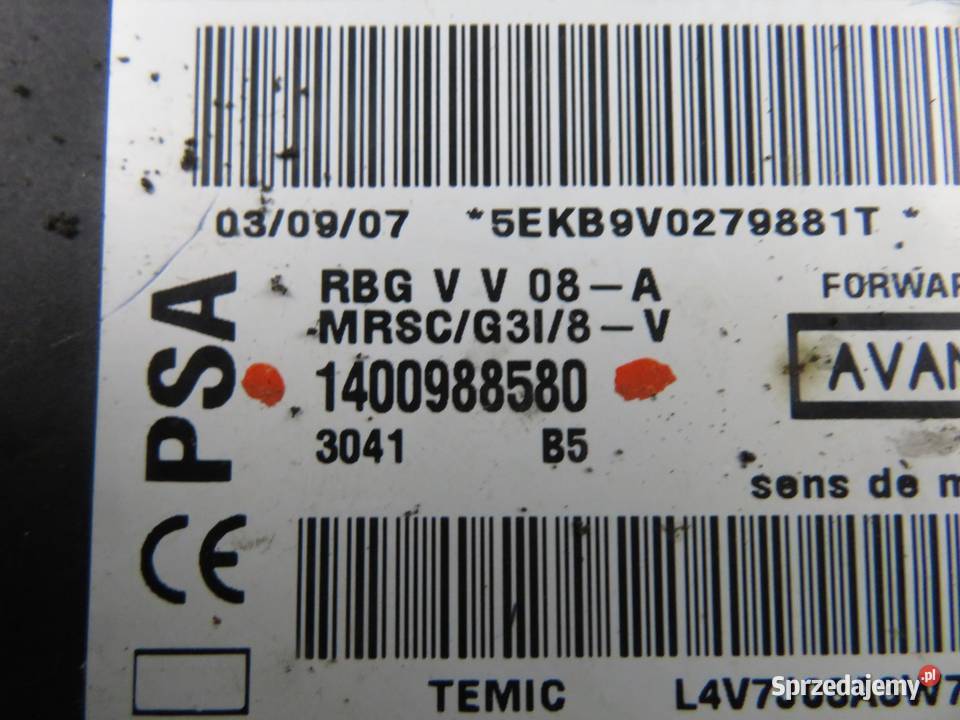 03/09/07 *5EKB9V0279881T *
PSA
RBG V V 08-A
MRSC/G3I/8-V
1400988580
3041 B5
FORWAR
AVAN
sens de m
CE
TEMIC
Sprzedajemy.pl